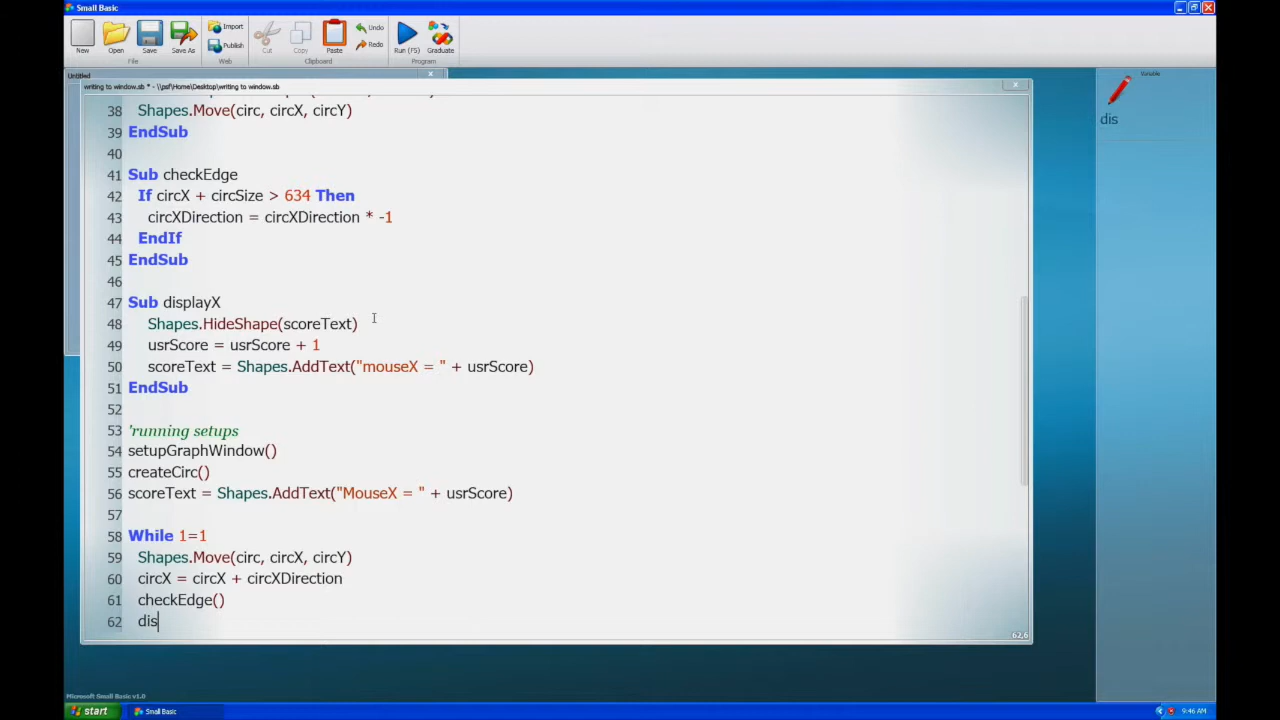 Small Basic
New
Open
Save
Save As
Import
Publish
Cut
Copy
Paste
Undo
Redo
Run (F5)
Graduate
File
Web
Clipboard
Program
Untitled
writing to window.sb * - \\psf\Home\Desktop\writing to window.sb
Variable
dis
38 Shapes.Move(circ, circX, circY)
39 EndSub
40
41 Sub checkEdge
42 If circX + circSize > 634 Then
43 circXDirection = circXDirection * -1
44 EndIf
45 EndSub
46
47 Sub displayX
48 Shapes.HideShape(scoreText)
49 usrScore = usrScore + 1
50 scoreText = Shapes.AddText("mouseX = " + usrScore)
51 EndSub
52
53 'running setups
54 setupGraphWindow()
55 createCirc()
56 scoreText = Shapes.AddText("MouseX = " + usrScore)
57
58 While 1=1
59 Shapes.Move(circ, circX, circY)
60 circX = circX + circXDirection
61 checkEdge()
62 dis
62,6
Microsoft Small Basic v1.0
start
Small Basic
9:46 AM